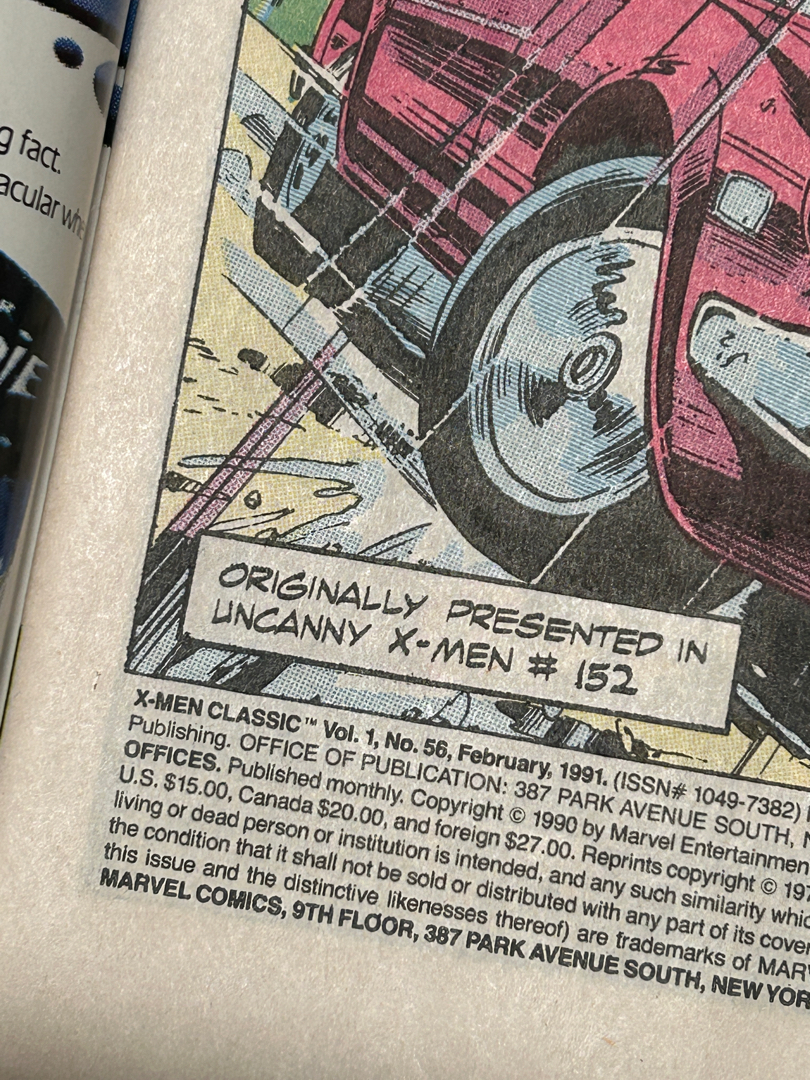 g fact.
acular
ORIGINALLY PRESENTED IN
UNCANNY X-MEN # 152
X-MEN CLASSIC™ Vol. 1, No. 56, February, 1991. (ISSN# 1049-7382)
Publishing. OFFICE OF PUBLICATION: 387 PARK AVENUE SOUTH, N
OFFICES. Published monthly. Copyright © 1990 by Marvel Entertainmen
U.S. $15.00, Canada $20.00, and foreign $27.00. Reprints copyright © 197
living or dead person or institution is intended, and any such similarity whic
the condition that it shall not be sold or distributed with any part of its cover
this issue and the distinctive likenesses thereof) are trademarks of MARV
MARVEL COMICS, 9TH FLOOR, 387 PARK AVENUE SOUTH, NEW YOR